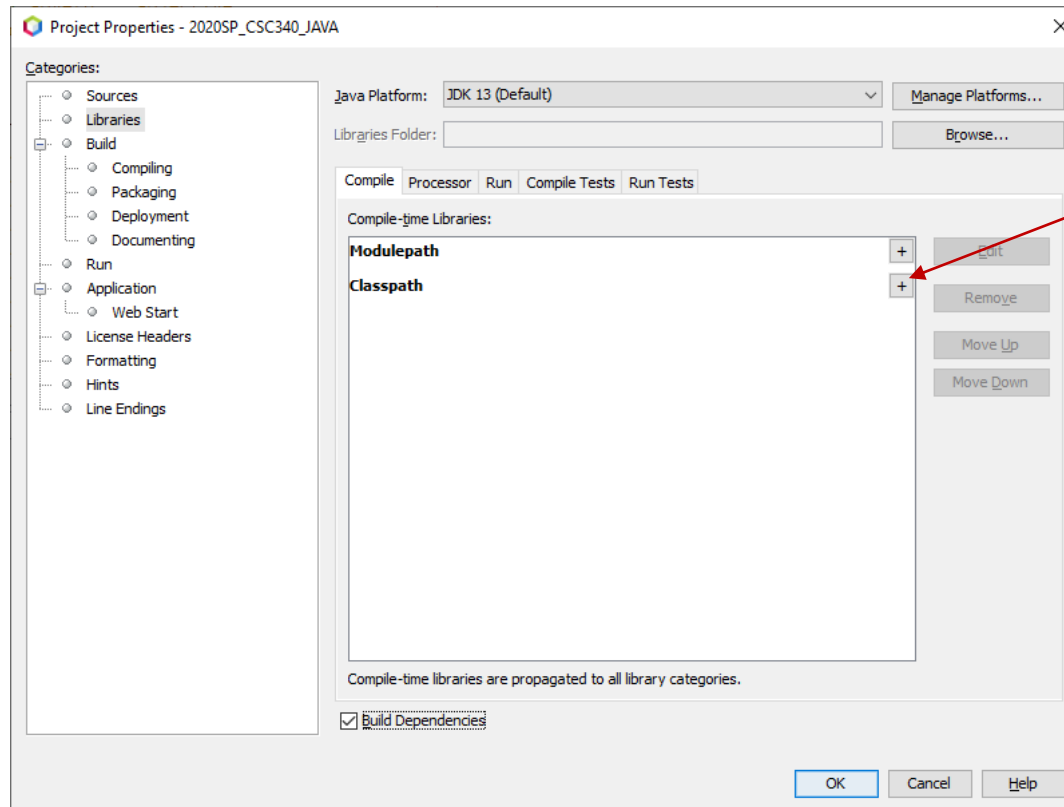 Project Properties - 2020SP_CSC340_JAVA
Categories:
Sources
Libraries
Build
Compiling
Packaging
Deployment
Documenting
Run
Application
Web Start
License Headers
Formatting
Hints
Line Endings
Java Platform: JDK 13 (Default) Manage Platforms...
Libraries Folder: Browse...
Compile Processor Run Compile Tests Run Tests
Compile-time Libraries:
Modulepath + Edit
Classpath +
Remove
Move Up
Move Down
Compile-time libraries are propagated to all library categories.
Build Dependencies
OK Cancel Help